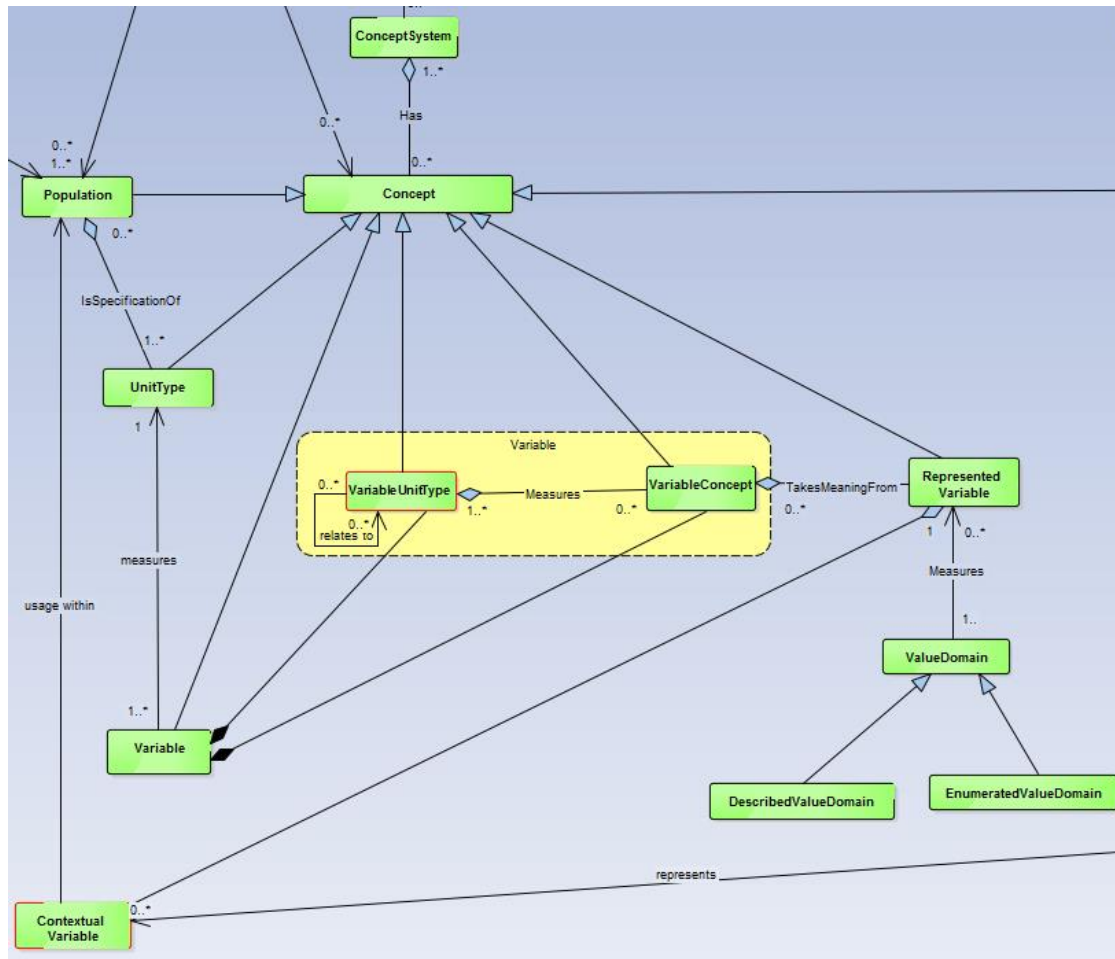 ConceptSystem
1..*
Has
0..*
0..*
0..*
1..*
Population
Concept
0..*
IsSpecificationOf
1..*
UnitType
1
Variable
0..*
VariableUnitType
0..*
relates to
1..*
Measures
0..*
VariableConcept
TakesMeaningFrom
0..*
Represented
Variable
1
0..*
measures
Measures
usage within
1..
ValueDomain
1..*
Variable
DescribedValueDomain
EnumeratedValueDomain
represents
0..*
Contextual
Variable